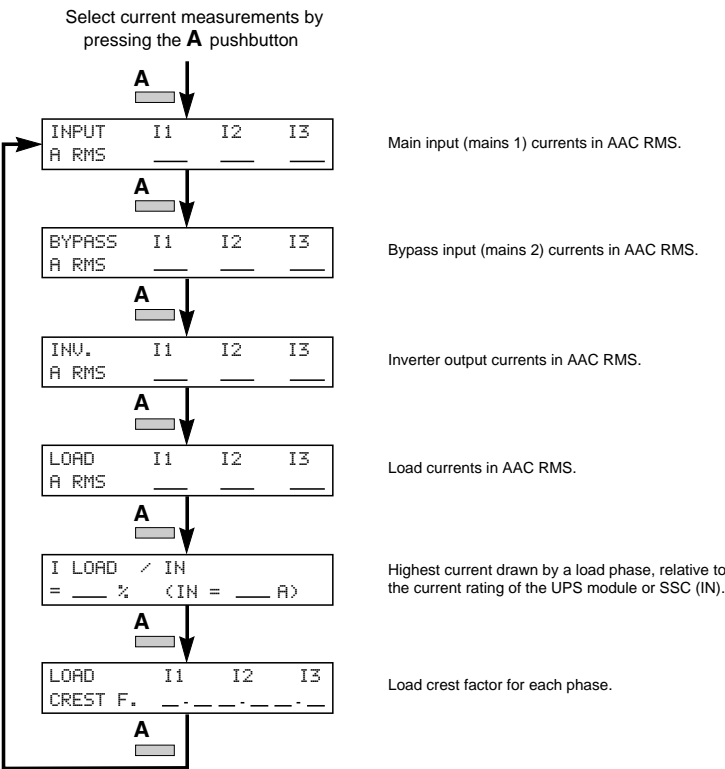 Select current measurements by
pressing the A pushbutton
A
INPUT I1 I2 I3
A RMS ___ ___ ___
Main input (mains 1) currents in AAC RMS.
A
BYPASS I1 I2 I3
A RMS ___ ___ ___
Bypass input (mains 2) currents in AAC RMS.
A
INV. I1 I2 I3
A RMS ___ ___ ___
Inverter output currents in AAC RMS.
A
LOAD I1 I2 I3
A RMS ___ ___ ___
Load currents in AAC RMS.
A
I LOAD / IN
= ___ % (IN = ___ A)
Highest current drawn by a load phase, relative to
the current rating of the UPS module or SSC (IN).
A
LOAD I1 I2 I3
CREST F. _._ _._ _._
Load crest factor for each phase.
A